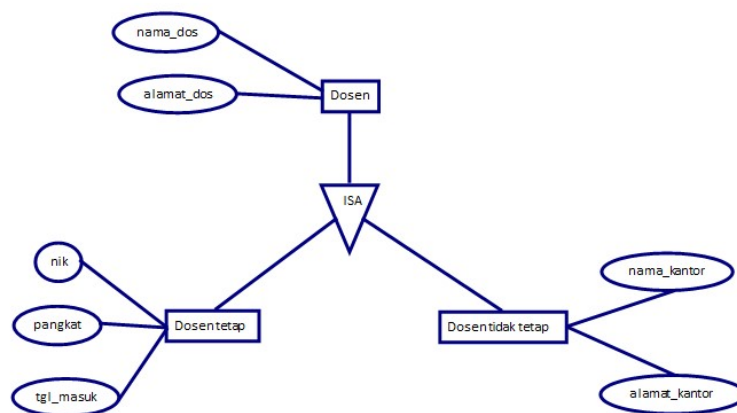 nama_dos
alamat_dos
Dosen
ISA
nik
pangkat
tgl_masuk
Dosen tetap
Dosen tidak tetap
nama_kantor
alamat_kantor